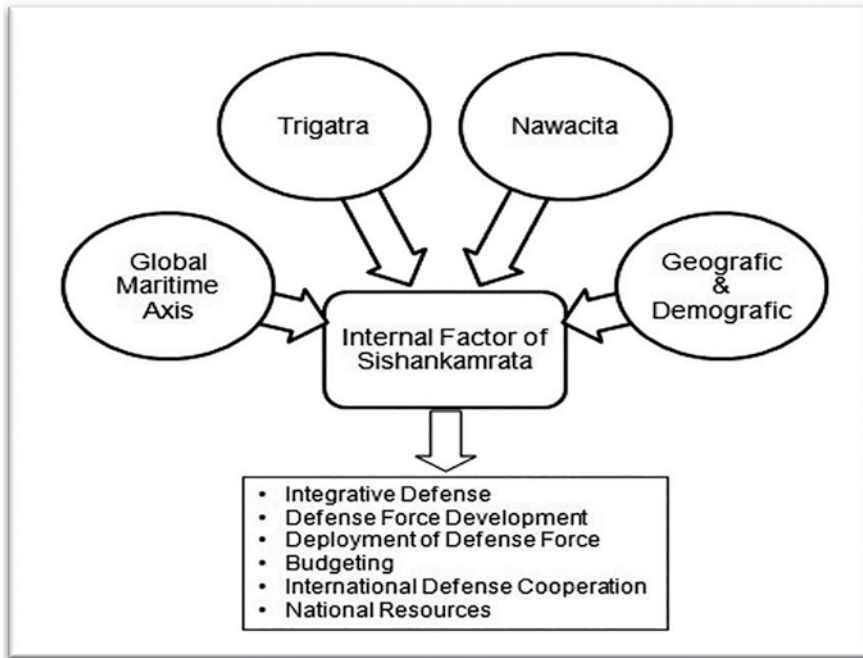 Trigatra
Nawacita
Global
Maritime
Axis
Geografic
&
Demografic
Internal Factor of
Sishankamrata
• Integrative Defense
• Defense Force Development
• Deployment of Defense Force
• Budgeting
• International Defense Cooperation
• National Resources